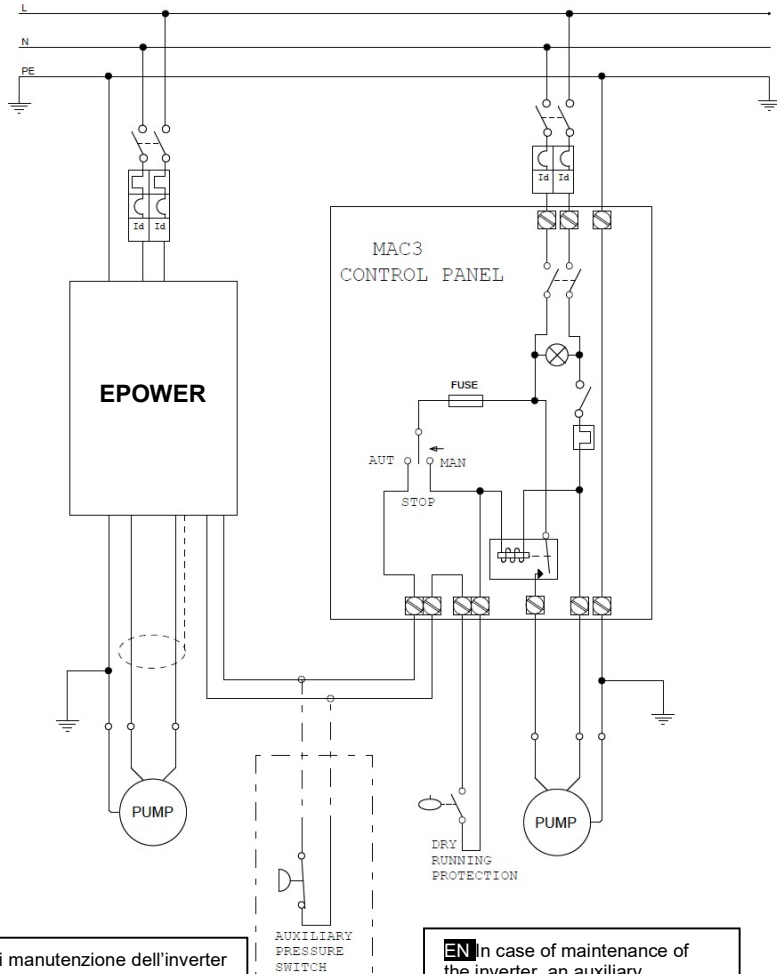 L
N
PE
Id Id
Id Id
MAC3
CONTROL PANEL
EPOWER
FUSE
AUT
MAN
STOP
PUMP
PUMP
DRY
RUNNING
PROTECTION
AUXILIARY
PRESSURE
SWITCH
i manutenzione dell'inverter
EN In case of maintenance of
the inverter, an auxiliary